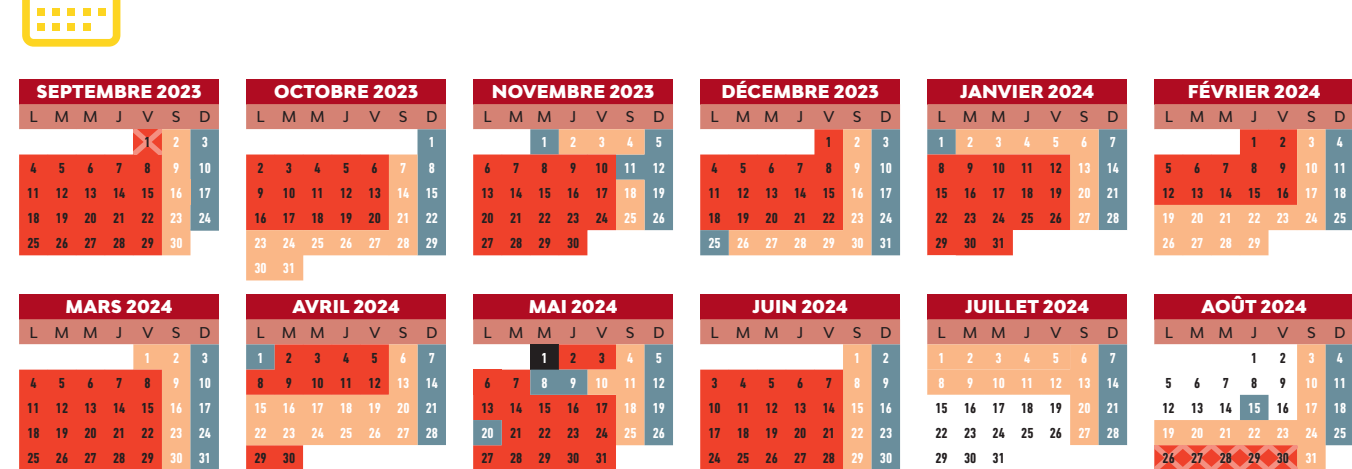 SEPTEMBRE 2023
L M M J V S D
1 2 3
4 5 6 7 8 9 10
11 12 13 14 15 16 17
18 19 20 21 22 23 24
25 26 27 28 29 30
OCTOBRE 2023
L M M J V S D
1
2 3 4 5 6 7 8
9 10 11 12 13 14 15
16 17 18 19 20 21 22
23 24 25 26 27 28 29
30 31
NOVEMBRE 2023
L M M J V S D
1 2 3 4 5
6 7 8 9 10 11 12
13 14 15 16 17 18 19
20 21 22 23 24 25 26
27 28 29 30
DÉCEMBRE 2023
L M M J V S D
1 2 3
4 5 6 7 8 9 10
11 12 13 14 15 16 17
18 19 20 21 22 23 24
25 26 27 28 29 30 31
JANVIER 2024
L M M J V S D
1 2 3 4 5 6 7
8 9 10 11 12 13 14
15 16 17 18 19 20 21
22 23 24 25 26 27 28
29 30 31
FÉVRIER 2024
L M M J V S D
1 2 3 4
5 6 7 8 9 10 11
12 13 14 15 16 17 18
19 20 21 22 23 24 25
26 27 28 29
MARS 2024
L M M J V S D
1 2 3
4 5 6 7 8 9 10
11 12 13 14 15 16 17
18 19 20 21 22 23 24
25 26 27 28 29 30 31
AVRIL 2024
L M M J V S D
1 2 3 4 5 6 7
8 9 10 11 12 13 14
15 16 17 18 19 20 21
22 23 24 25 26 27 28
29 30
MAI 2024
L M M J V S D
1 2 3 4 5
6 7 8 9 10 11 12
13 14 15 16 17 18 19
20 21 22 23 24 25 26
27 28 29 30 31
JUIN 2024
L M M J V S D
1 2
3 4 5 6 7 8 9
10 11 12 13 14 15 16
17 18 19 20 21 22 23
24 25 26 27 28 29 30
JUILLET 2024
L M M J V S D
1 2 3 4 5 6 7
8 9 10 11 12 13 14
15 16 17 18 19 20 21
22 23 24 25 26 27 28
29 30 31
AOÛT 2024
L M M J V S D
1 2 3 4
5 6 7 8 9 10 11
12 13 14 15 16 17 18
19 20 21 22 23 24 25
26 27 28 29 30 31